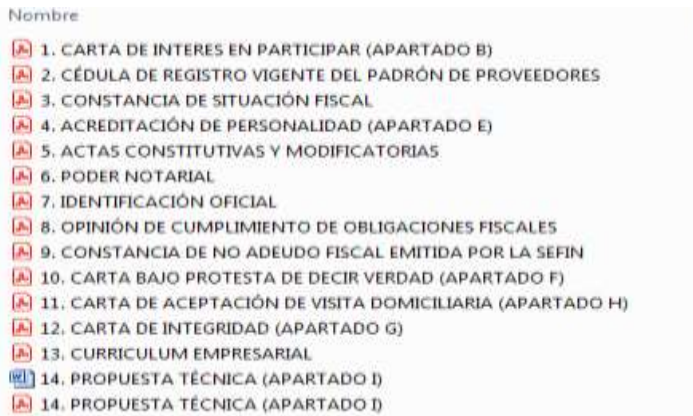 Nombre
1. CARTA DE INTERES EN PARTICIPAR (APARTADO B)
2. CÉDULA DE REGISTRO VIGENTE DEL PADRÓN DE PROVEEDORES
3. CONSTANCIA DE SITUACIÓN FISCAL
4. ACREDITACIÓN DE PERSONALIDAD (APARTADO E)
5. ACTAS CONSTITUTIVAS Y MODIFICATORIAS
6. PODER NOTARIAL
7. IDENTIFICACIÓN OFICIAL
8. OPINIÓN DE CUMPLIMIENTO DE OBLIGACIONES FISCALES
9. CONSTANCIA DE NO ADEUDO FISCAL EMITIDA POR LA SEFIN
10. CARTA BAJO PROTESTA DE DECIR VERDAD (APARTADO F)
11. CARTA DE ACEPTACIÓN DE VISITA DOMICILIARIA (APARTADO H)
12. CARTA DE INTEGRIDAD (APARTADO G)
13. CURRICULUM EMPRESARIAL
14. PROPUESTA TÉCNICA (APARTADO I)
14. PROPUESTA TÉCNICA (APARTADO I)